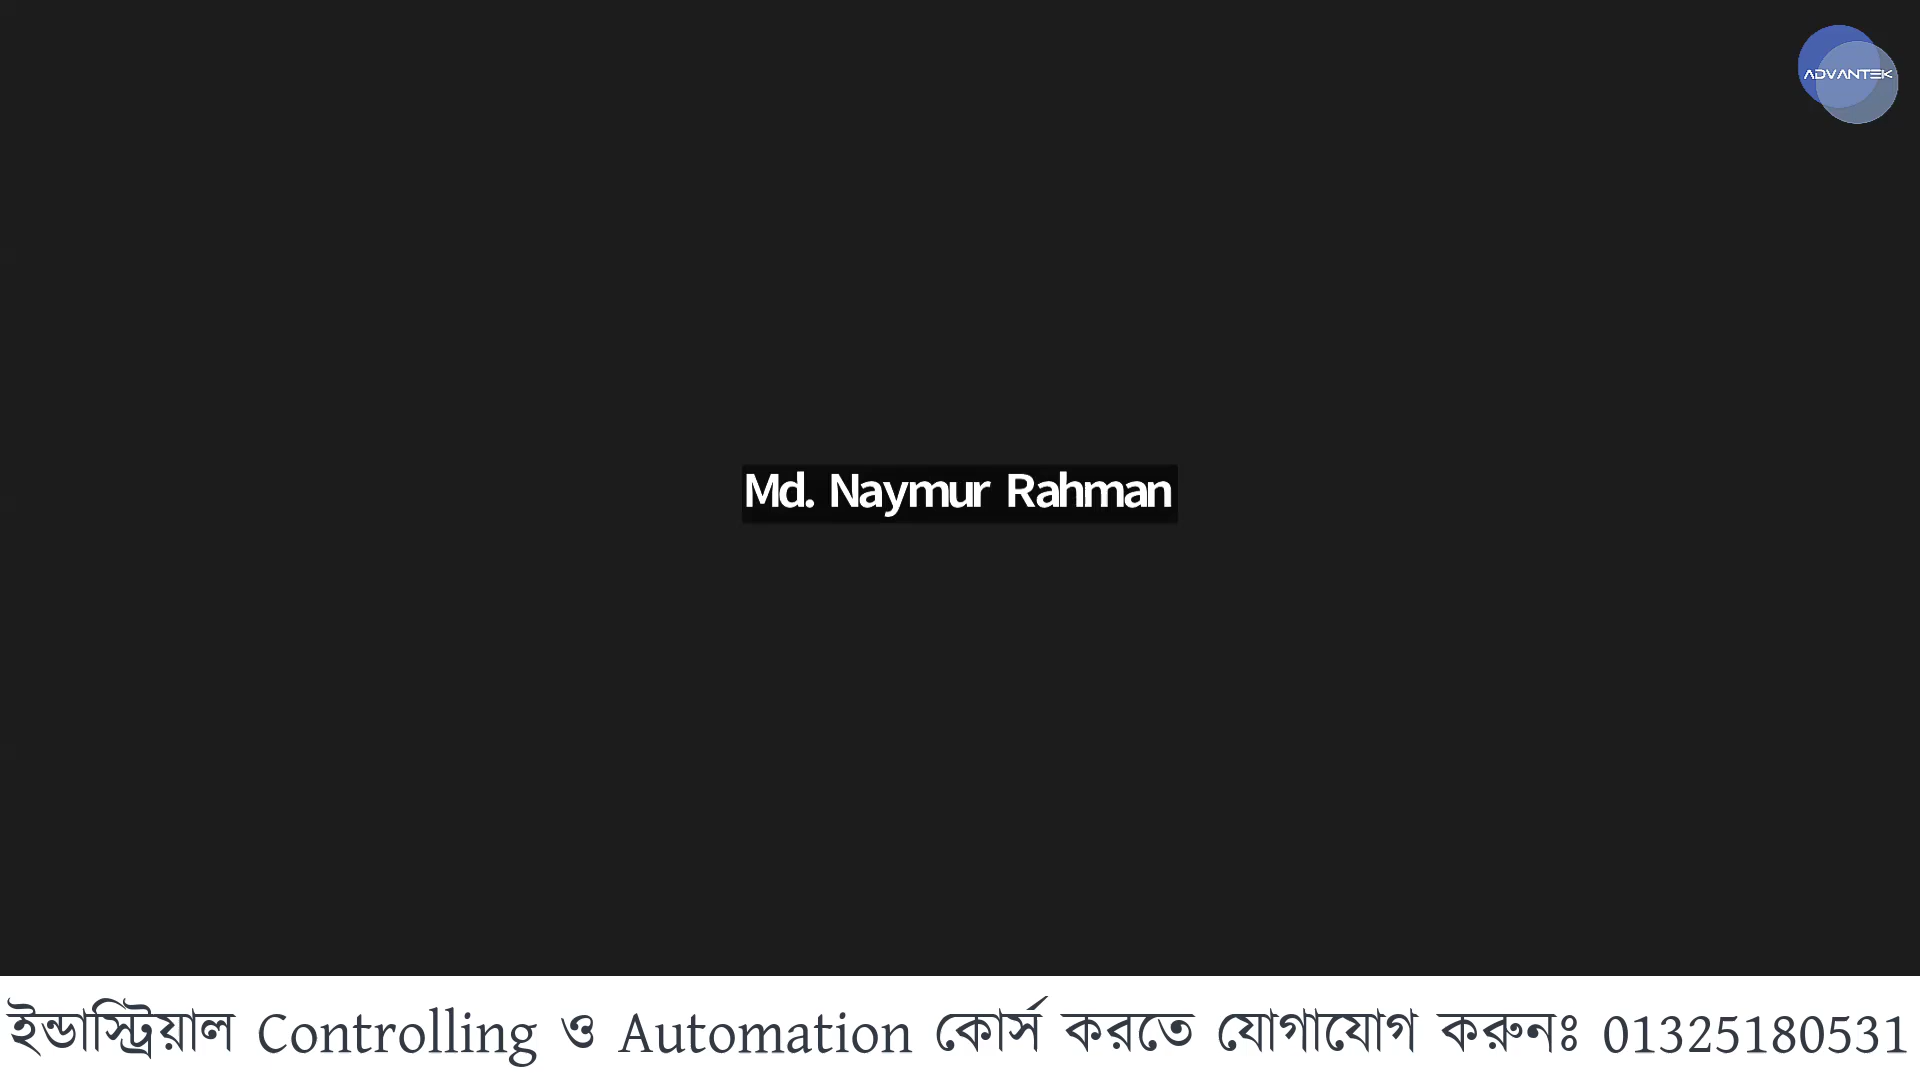 ADVANTEK
Md. Naymur Rahman
ইন্ডাস্ট্রিয়াল Controlling ও Automation কোর্স করতে যোগাযোগ করুনঃ 01325180531